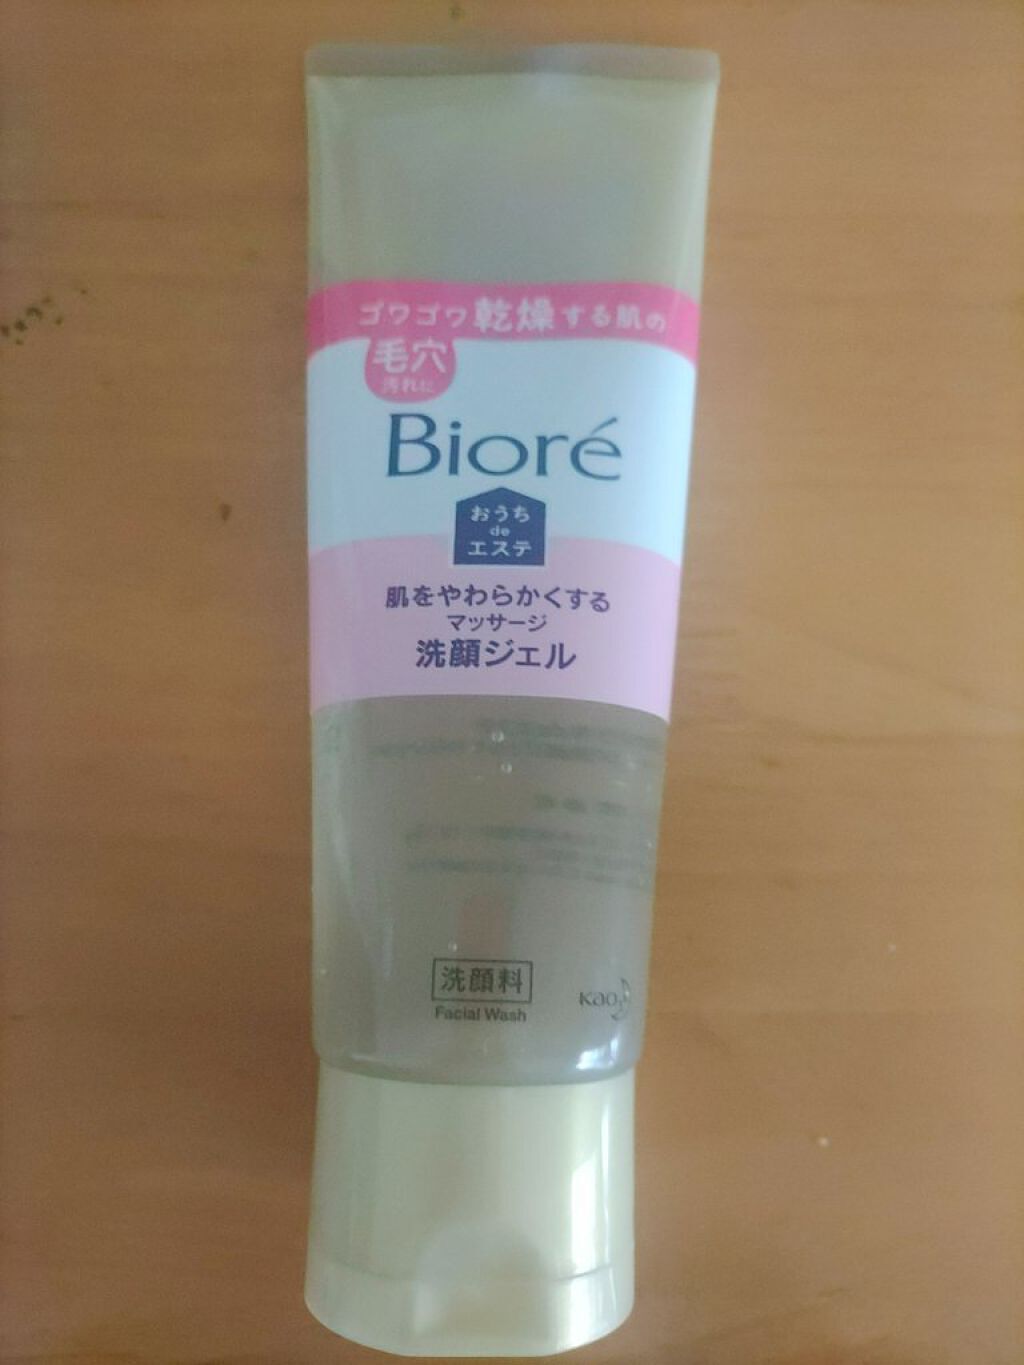 ゴワゴワ乾燥する肌の
毛穴
汚れに
Bioré
おうち
de
エステ
肌をやわらかくする
マッサージ
洗顔ジェル
洗顔料
Facial Wash
Kao